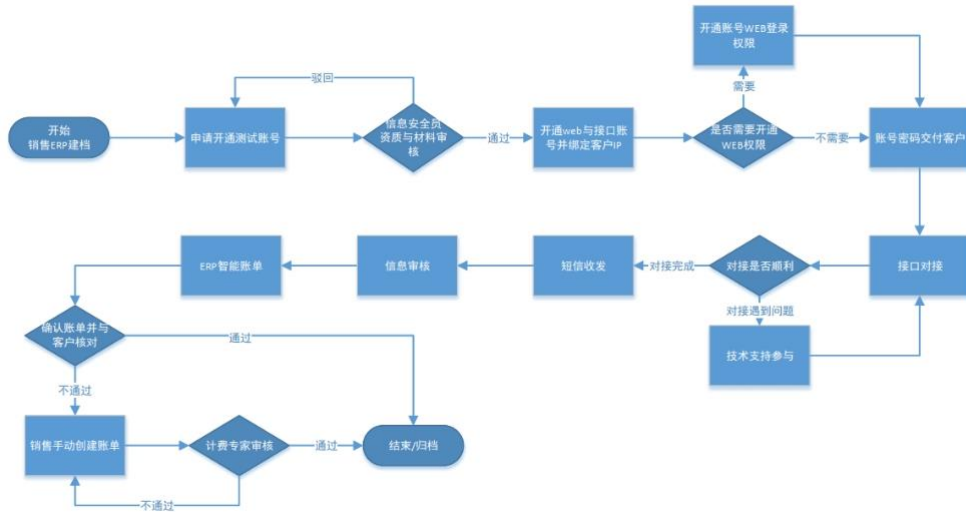 开通账号WEB登录
权限
驳回
需要
开始
销售ERP建档
申请开通测试账号
信息安全员
资质与材料审
核
通过
开通web与接口账
号并绑定客户IP
是否需要开通
WEB权限
不需要
账号密码交付客户
ERP智能账单
信息审核
短信收发
对接完成
对接是否顺利
接口对接
对接遇到问题
技术支持参与
确认账单并与
客户核对
通过
不通过
销售手动创建账单
计费专家审核
通过
结束/归档
不通过